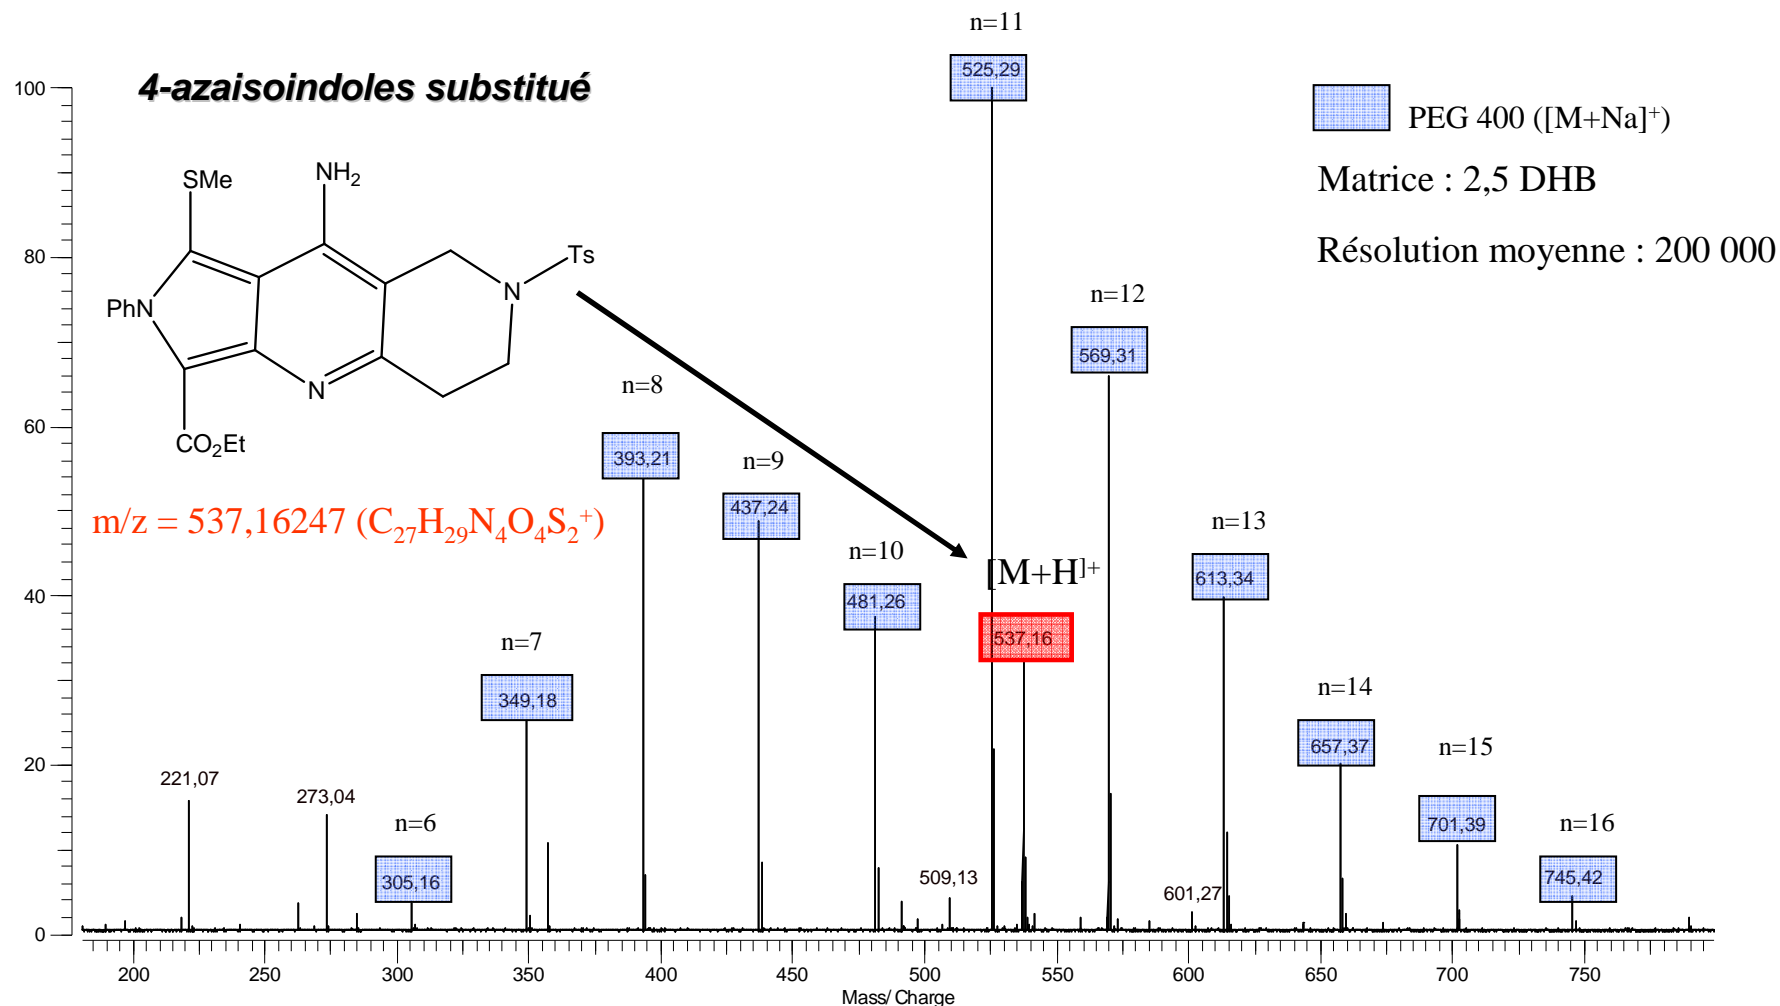 n=11
525,29
100
4-azaisoindoles substitué
PEG 400 ([M+Na]⁺)
Matrice : 2,5 DHB
Résolution moyenne : 200 000
SMe
NH₂
Ts
N
PhN
N
CO₂Et
80
60
40
20
0
n=12
569,31
n=8
393,21
n=9
437,24
m/z = 537,16247 (C₂₇H₂₉N₄O₄S₂⁺)
n=10
481,26
[M+H]⁺
537,16
n=13
613,34
n=7
349,18
n=14
657,37
n=15
701,39
221,07
273,04
n=6
305,16
509,13
601,27
n=16
745,42
200 250 300 350 400 450 500 550 600 650 700 750
Mass/Charge